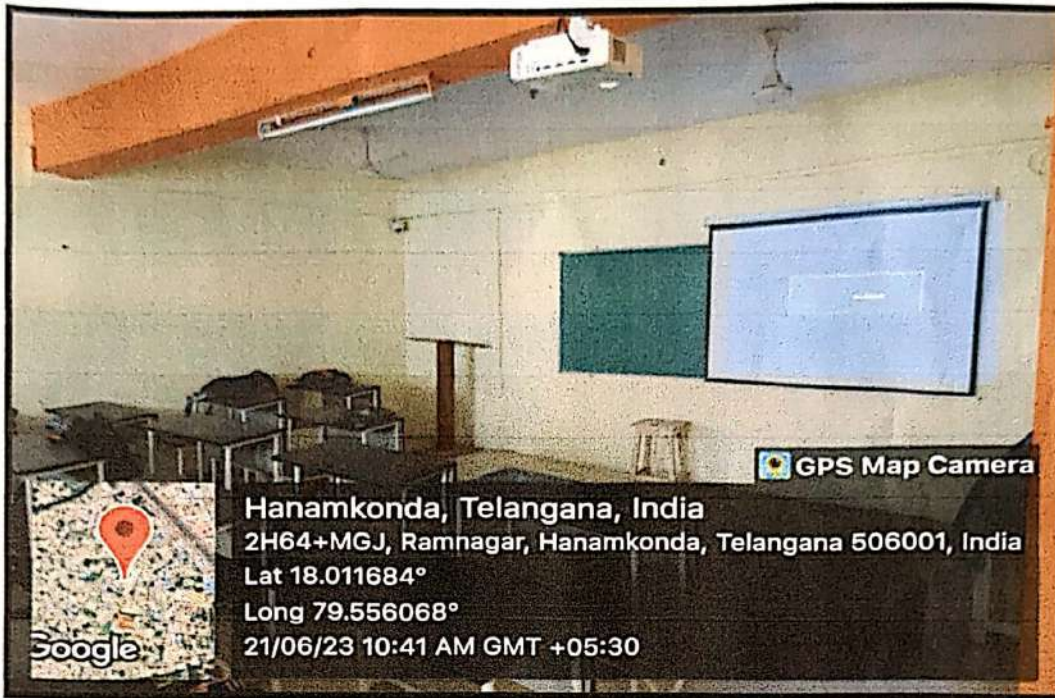 GPS Map Camera
Hanamkonda, Telangana, India
2H64+MGJ, Ramnagar, Hanamkonda, Telangana 506001, India
Lat 18.011684°
Long 79.556068°
21/06/23 10:41 AM GMT +05:30
Google